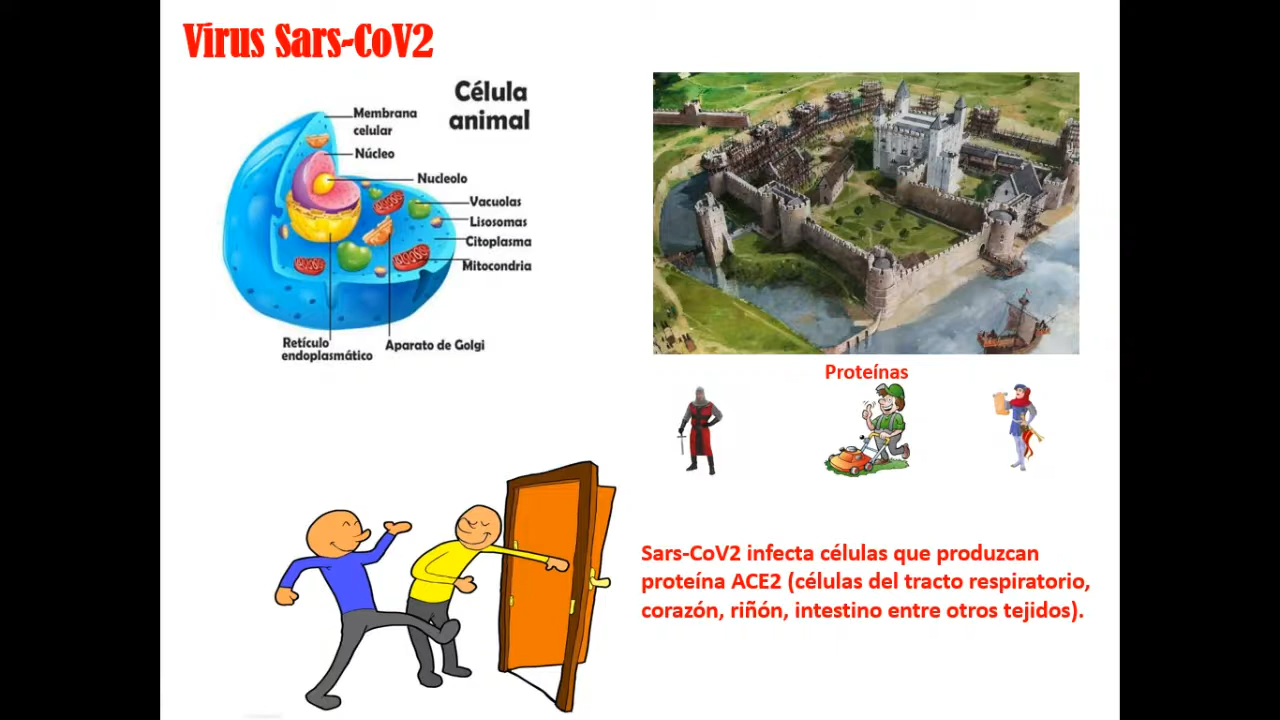 Virus Sars-CoV2
Célula
animal
Membrana
celular
Núcleo
Nucleolo
Vacuolas
Lisosomas
Citoplasma
Mitocondria
Retículo
endoplasmático
Aparato de Golgi
Proteínas
Sars-CoV2 infecta células que produzcan
proteína ACE2 (células del tracto respiratorio,
corazón, riñón, intestino entre otros tejidos).